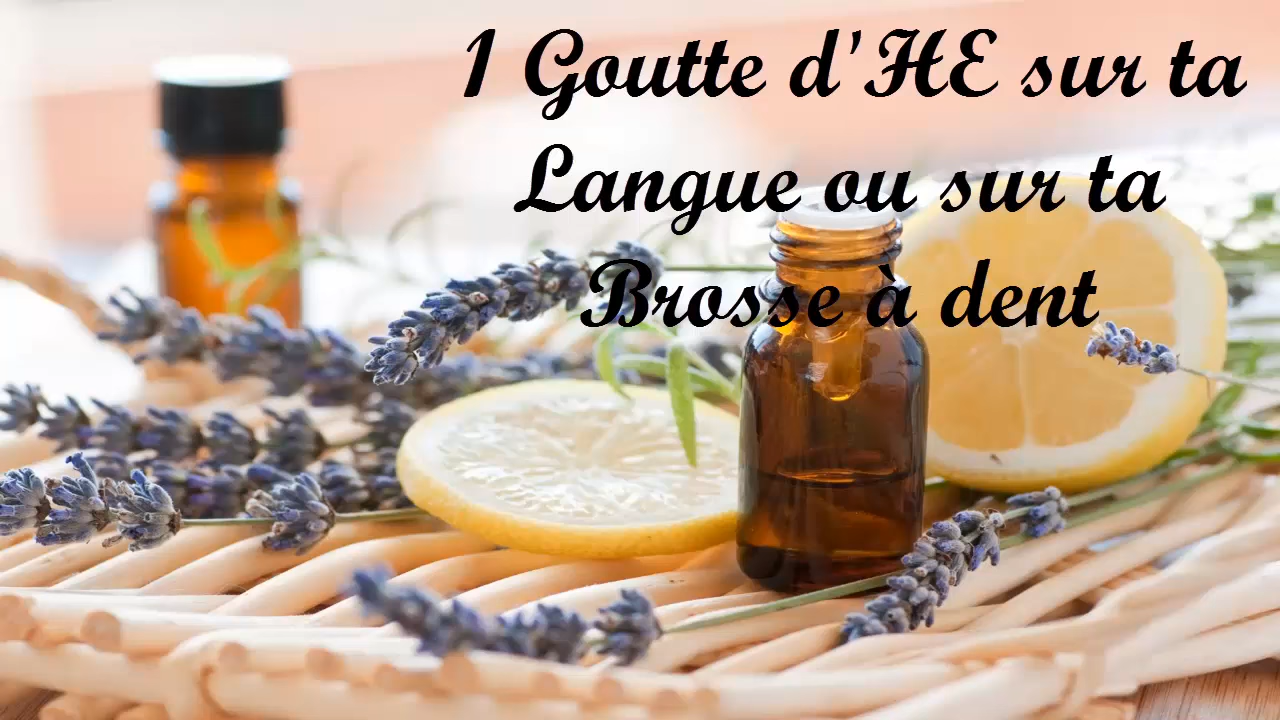 1 Goutte d'HE sur ta
Langue ou sur ta
Brosse à dent